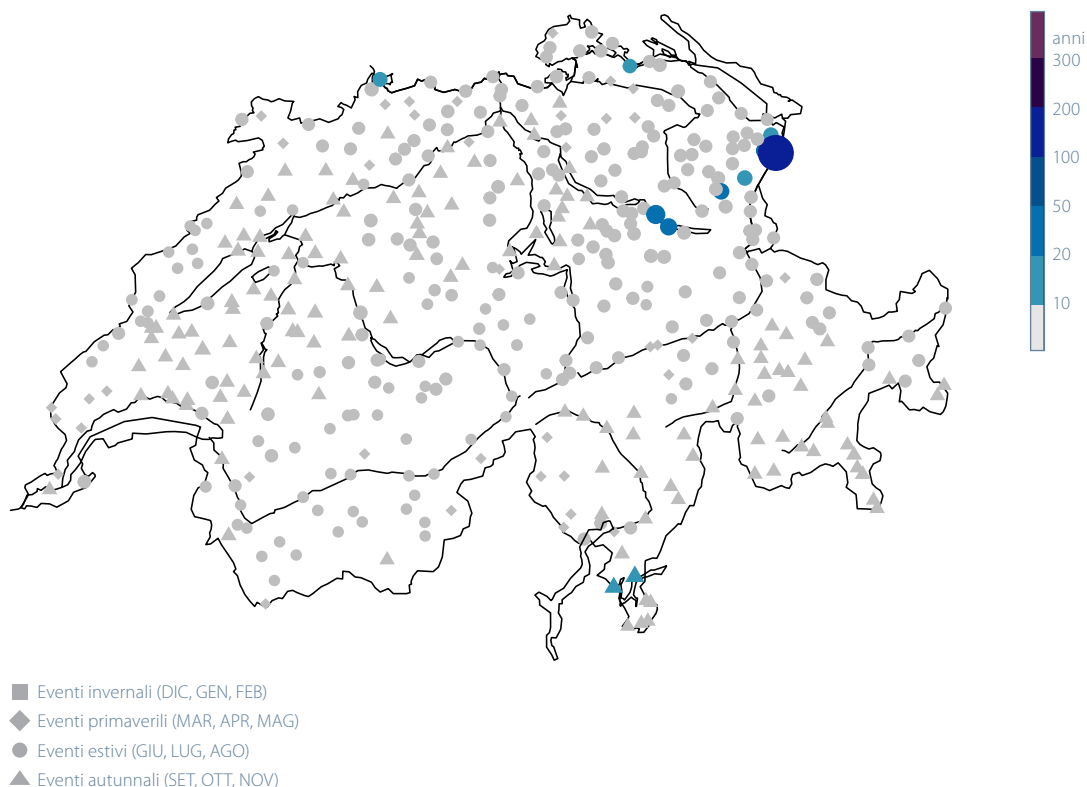 anni
300
200
100
50
20
10
Eventi invernali (DIC, GEN, FEB)
Eventi primaverili (MAR, APR, MAG)
Eventi estivi (GIU, LUG, AGO)
Eventi autunnali (SET, OTT, NOV)